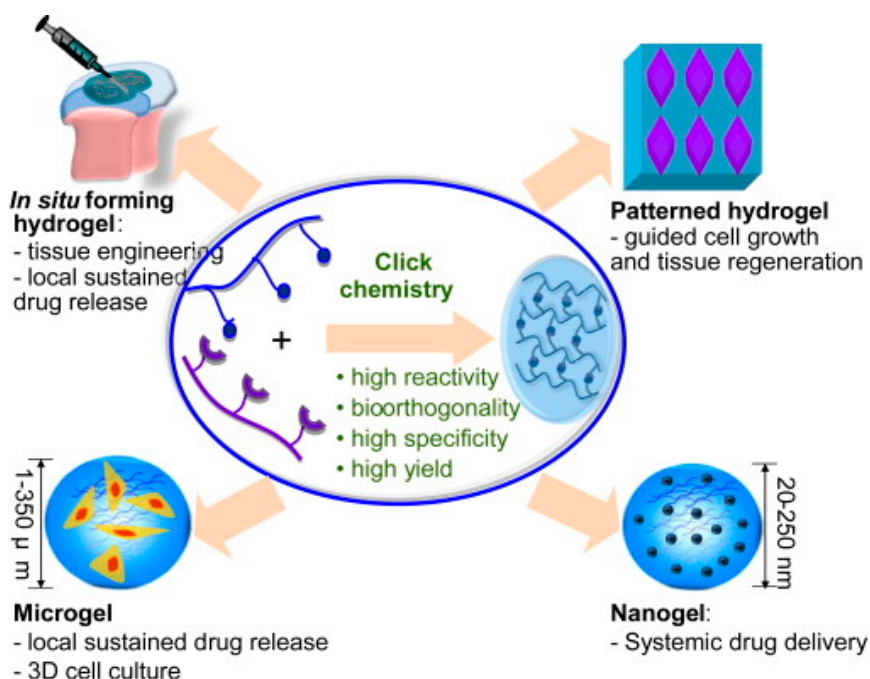 In situ forming
hydrogel:
- tissue engineering
- local sustained
drug release
Patterned hydrogel
- guided cell growth
and tissue regeneration
Click
chemistry
+
• high reactivity
• bioorthogonality
• high specificity
• high yield
1-350 μ m
Microgel
- local sustained drug release
- 3D cell culture
20-250 nm
Nanogel:
- Systemic drug delivery